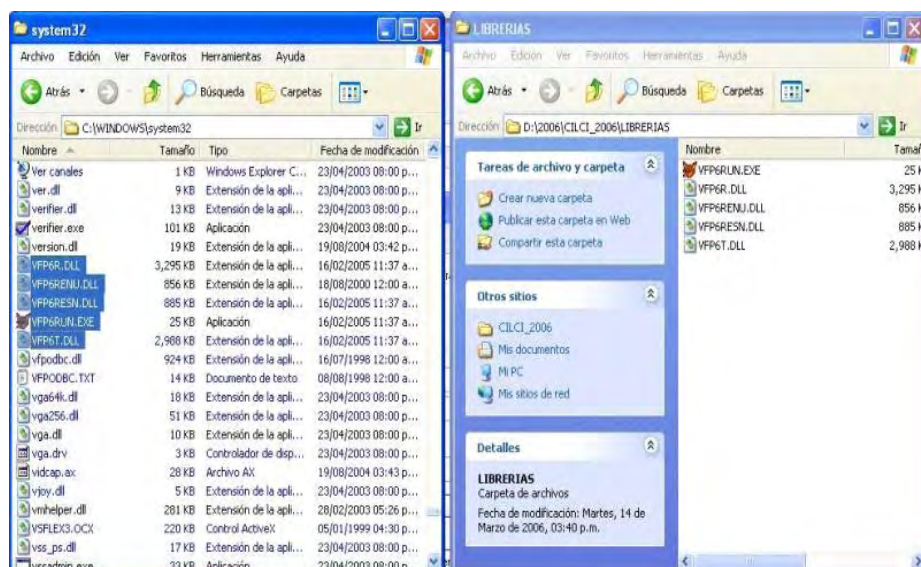 system32
Archivo Edición Ver Favoritos Herramientas Ayuda
Atrás Búsqueda Carpetas
Dirección C:\WINDOWS\system32 Ir
Nombre Tamaño Tipo Fecha de modificación
Ver canales 1 KB Windows Explorer C... 23/04/2003 08:00 p...
ver.dll 9 KB Extensión de la apli... 23/04/2003 08:00 p...
verifier.dll 13 KB Extensión de la apli... 23/04/2003 08:00 p...
verifier.exe 101 KB Aplicación 23/04/2003 08:00 p...
version.dll 19 KB Extensión de la apli... 19/08/2004 03:42 p...
VFP6R.DLL 3,295 KB Extensión de la apli... 16/02/2005 11:37 a...
VFP6RENU.DLL 856 KB Extensión de la apli... 18/08/2000 12:00 a...
VFP6RESN.DLL 885 KB Extensión de la apli... 16/02/2005 11:37 a...
VFP6RUN.EXE 25 KB Aplicación 16/02/2005 11:37 a...
VFP6T.DLL 2,988 KB Extensión de la apli... 16/02/2005 11:37 a...
vfpodbc.dll 924 KB Extensión de la apli... 16/07/1998 12:00 a...
VFPODBC.TXT 14 KB Documento de texto 08/08/1998 12:00 a...
vga64k.dll 18 KB Extensión de la apli... 23/04/2003 08:00 p...
vga256.dll 51 KB Extensión de la apli... 23/04/2003 08:00 p...
vga.dll 10 KB Extensión de la apli... 23/04/2003 08:00 p...
vga.drv 3 KB Controlador de disp... 23/04/2003 08:00 p...
vidcap.ax 28 KB Archivo AX 19/08/2004 03:43 p...
vjoy.dll 5 KB Extensión de la apli... 23/04/2003 08:00 p...
vmhelper.dll 281 KB Extensión de la apli... 28/02/2003 05:26 p...
VSFLEX3.OCX 220 KB Control ActiveX 05/01/1999 04:30 p...
vss_ps.dll 17 KB Extensión de la apli... 23/04/2003 08:00 p...
vssadmin.exe 33 KB Aplicación 23/04/2003 08:00 p...
LIBRERIAS
Archivo Edición Ver Favoritos Herramientas Ayuda
Atrás Búsqueda Carpetas
Dirección D:\2006\CILCI_2006\LIBRERIAS Ir
Tareas de archivo y carpeta
Crear nueva carpeta
Publicar esta carpeta en Web
Compartir esta carpeta
Otros sitios
CILCI_2006
Mis documentos
Mi PC
Mis sitios de red
Detalles
LIBRERIAS
Carpeta de archivos
Fecha de modificación: Martes, 14 de
Marzo de 2006, 03:40 p.m.
Nombre Tamañ
VFP6RUN.EXE 25 K
VFP6R.DLL 3,295 K
VFP6RENU.DLL 856 K
VFP6RESN.DLL 885 K
VFP6T.DLL 2,988 K